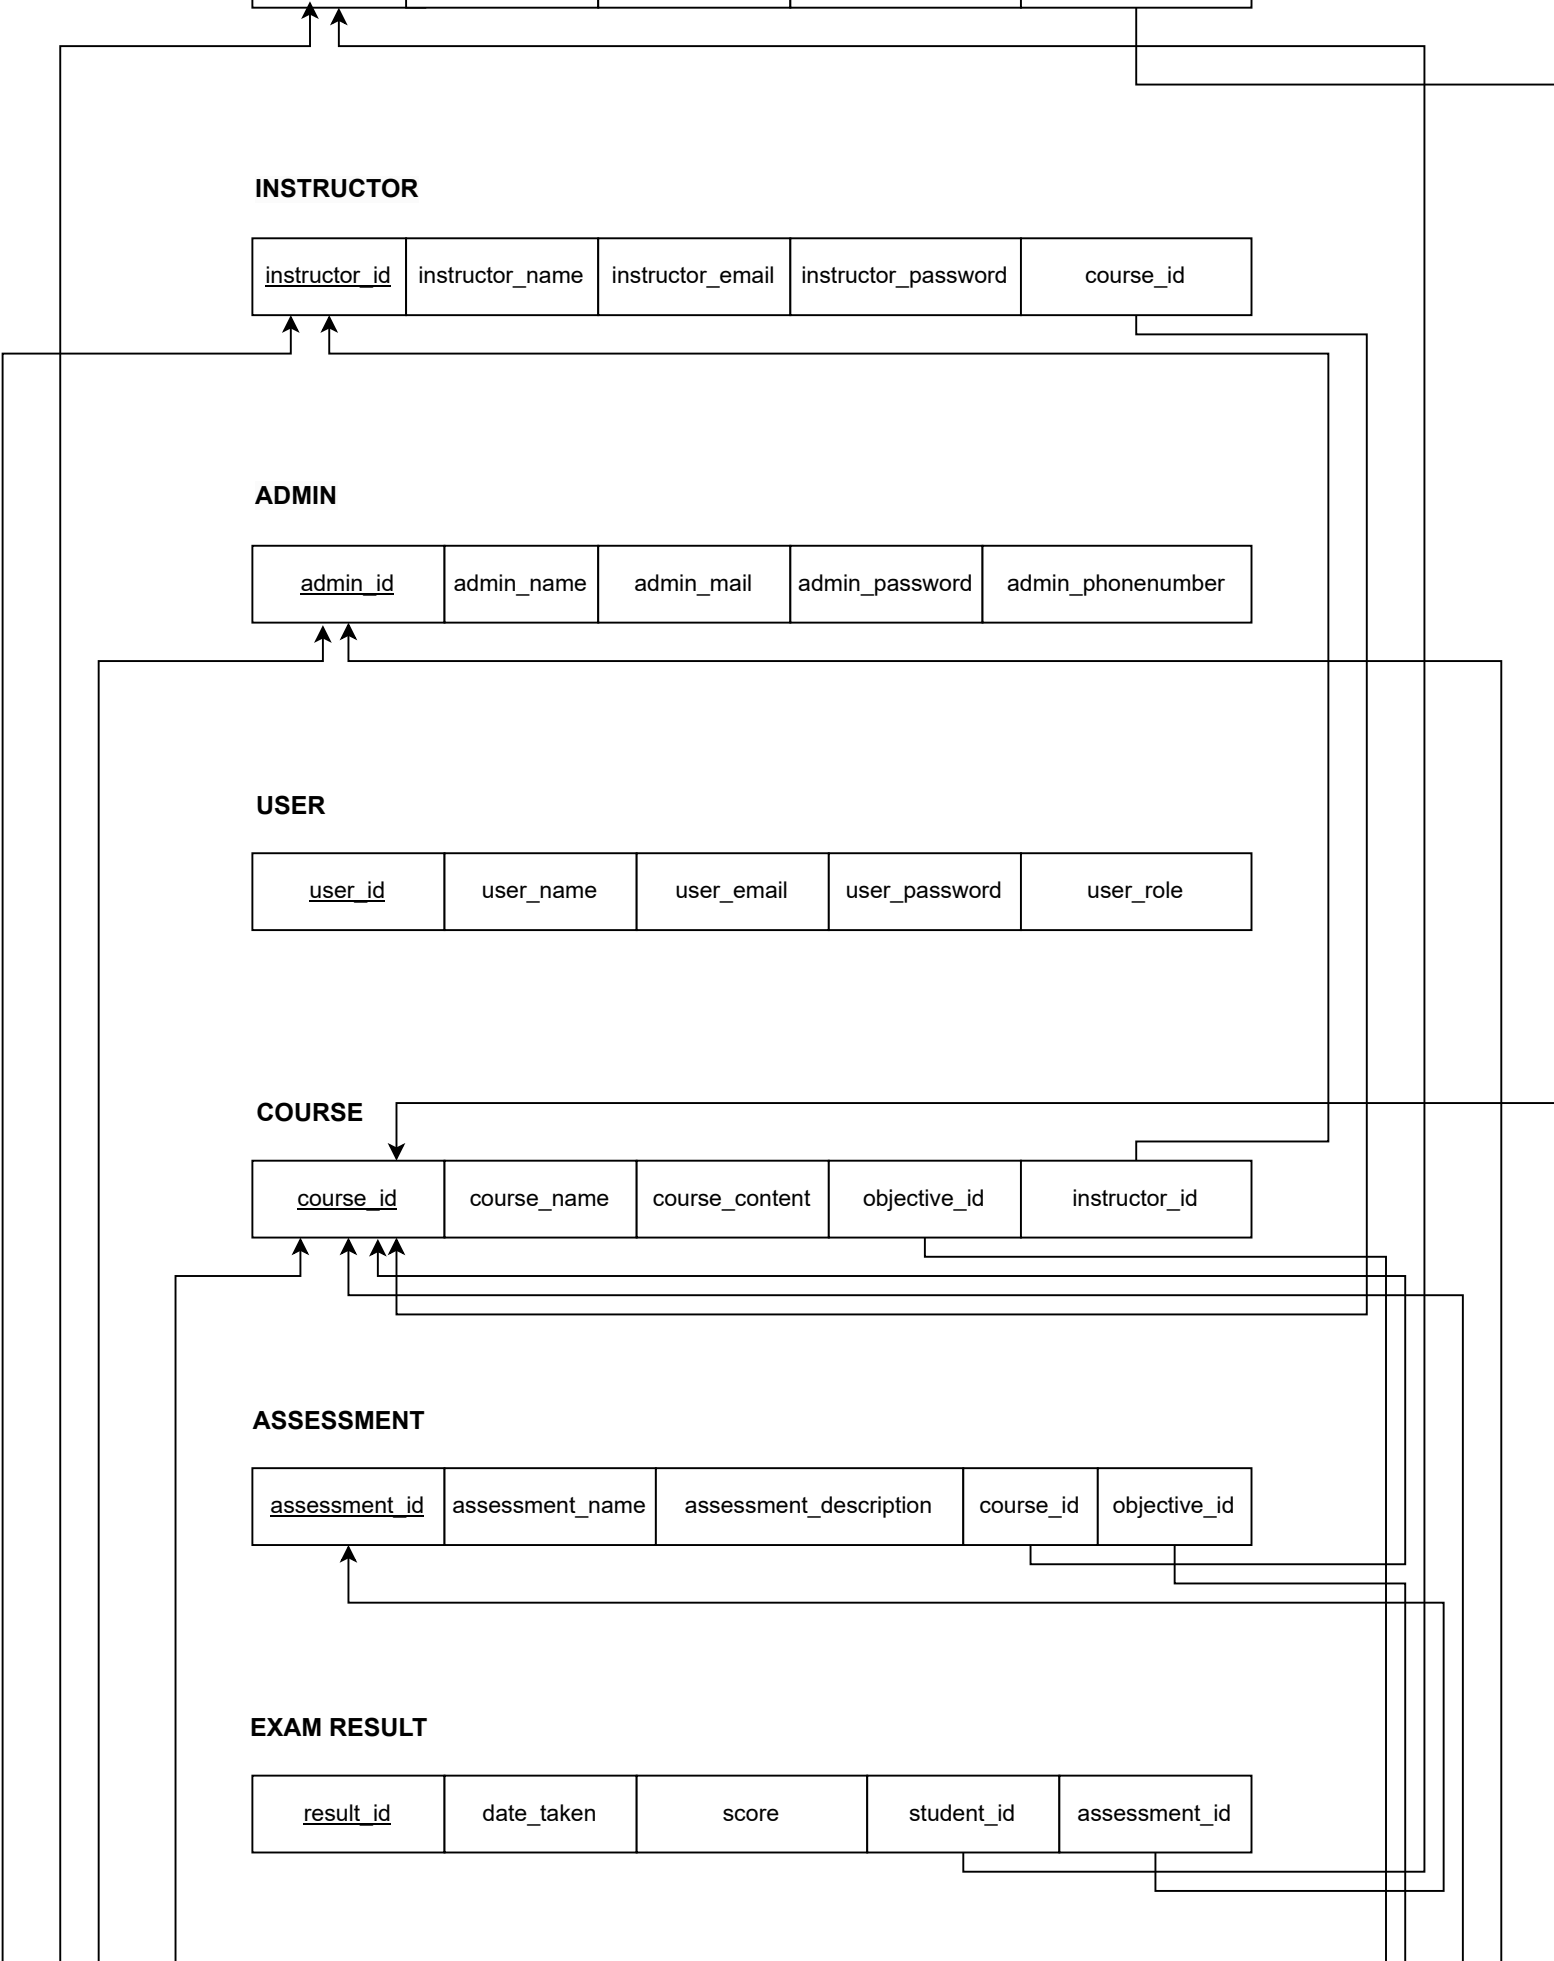 INSTRUCTOR
instructor_id instructor_name instructor_email instructor_password course_id
ADMIN
admin_id admin_name admin_mail admin_password admin_phonenumber
USER
user_id user_name user_email user_password user_role
COURSE
course_id course_name course_content objective_id instructor_id
ASSESSMENT
assessment_id assessment_name assessment_description course_id objective_id
EXAM RESULT
result_id date_taken score student_id assessment_id